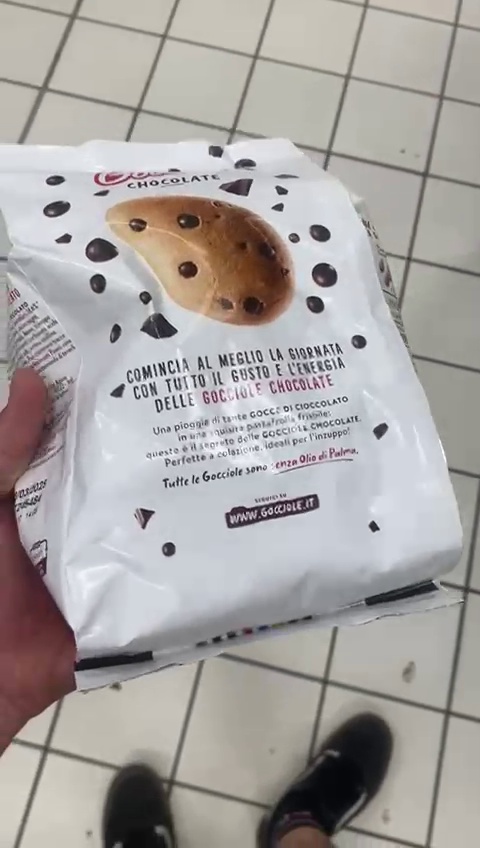 CHOCOLATE
COMINCIA AL MEGLIO LA GIORNATA
CON TUTTO IL GUSTO E L'ENERGIA
DELLE GOCCIOLE CHOCOLATE
Una pioggia di tante GOCCE DI CIOCCOLATO
in una squisita pastafrolla friabile:
questo è il segreto delle GOCCIOLE CHOCOLATE.
Perfette a colazione, ideali per l'inzuppo!
Tutte le Gocciole sono senza Olio di Palma.
SEGUICI SU
WWW.GOCCIOLE.IT